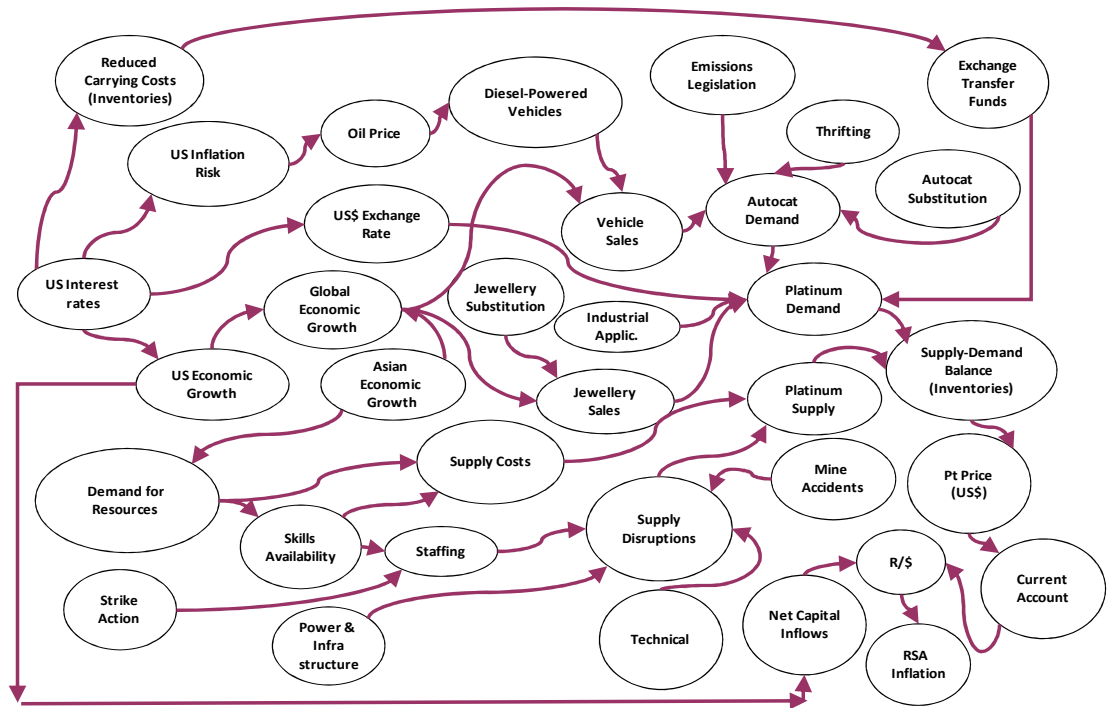 Reduced
Carrying Costs
(Inventories)
Exchange
Transfer
Funds
Emissions
Legislation
Diesel-Powered
Vehicles
Oil Price
Thrifting
US Inflation
Risk
Autocat
Substitution
US$ Exchange
Rate
Vehicle
Sales
Autocat
Demand
US Interest
rates
Global
Economic
Growth
Jewellery
Substitution
Industrial
Applic.
Platinum
Demand
US Economic
Growth
Asian
Economic
Growth
Jewellery
Sales
Platinum
Supply
Supply-Demand
Balance
(Inventories)
Demand for
Resources
Supply Costs
Mine
Accidents
Pt Price
(US$)
Skills
Availability
Staffing
Supply
Disruptions
R/$
Current
Account
Strike
Action
Power &
Infra
structure
Technical
Net Capital
Inflows
RSA
Inflation